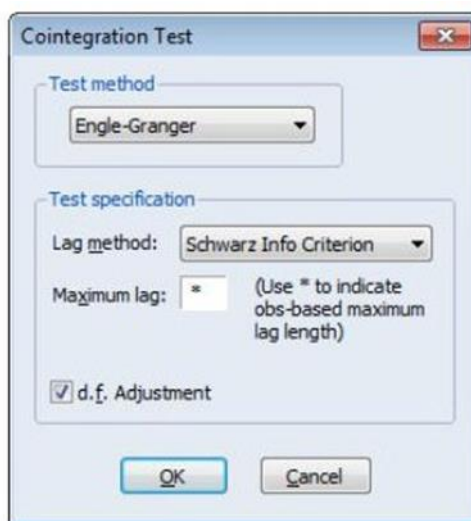 Cointegration Test
Test method
Engle-Granger
Test specification
Lag method: Schwarz Info Criterion
Maximum lag: * (Use * to indicate
obs-based maximum
lag length)
d.f. Adjustment
OK Cancel